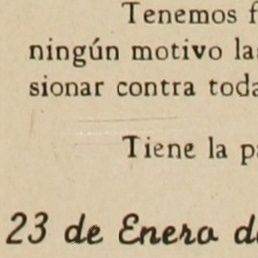 Tenemos f
ningún motivo la
sionar contra toda
Tiene la p
23 de Enero d